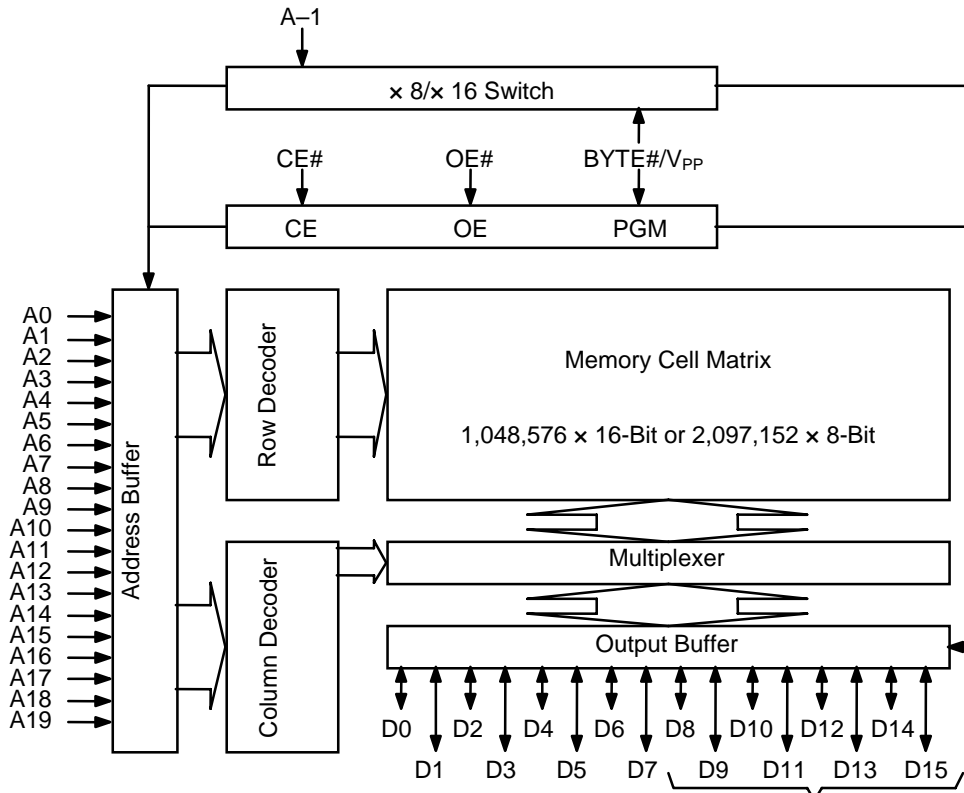 A–1
× 8/× 16 Switch
CE# OE# BYTE#/VPP
CE OE PGM
A0
A1
A2
A3
A4
A5
A6
A7
A8
A9
A10
A11
A12
A13
A14
A15
A16
A17
A18
A19
Address Buffer
Row Decoder
Column Decoder
Memory Cell Matrix
1,048,576 × 16-Bit or 2,097,152 × 8-Bit
Multiplexer
Output Buffer
D0 D2 D4 D6 D8 D10 D12 D14
D1 D3 D5 D7 D9 D11 D13 D15